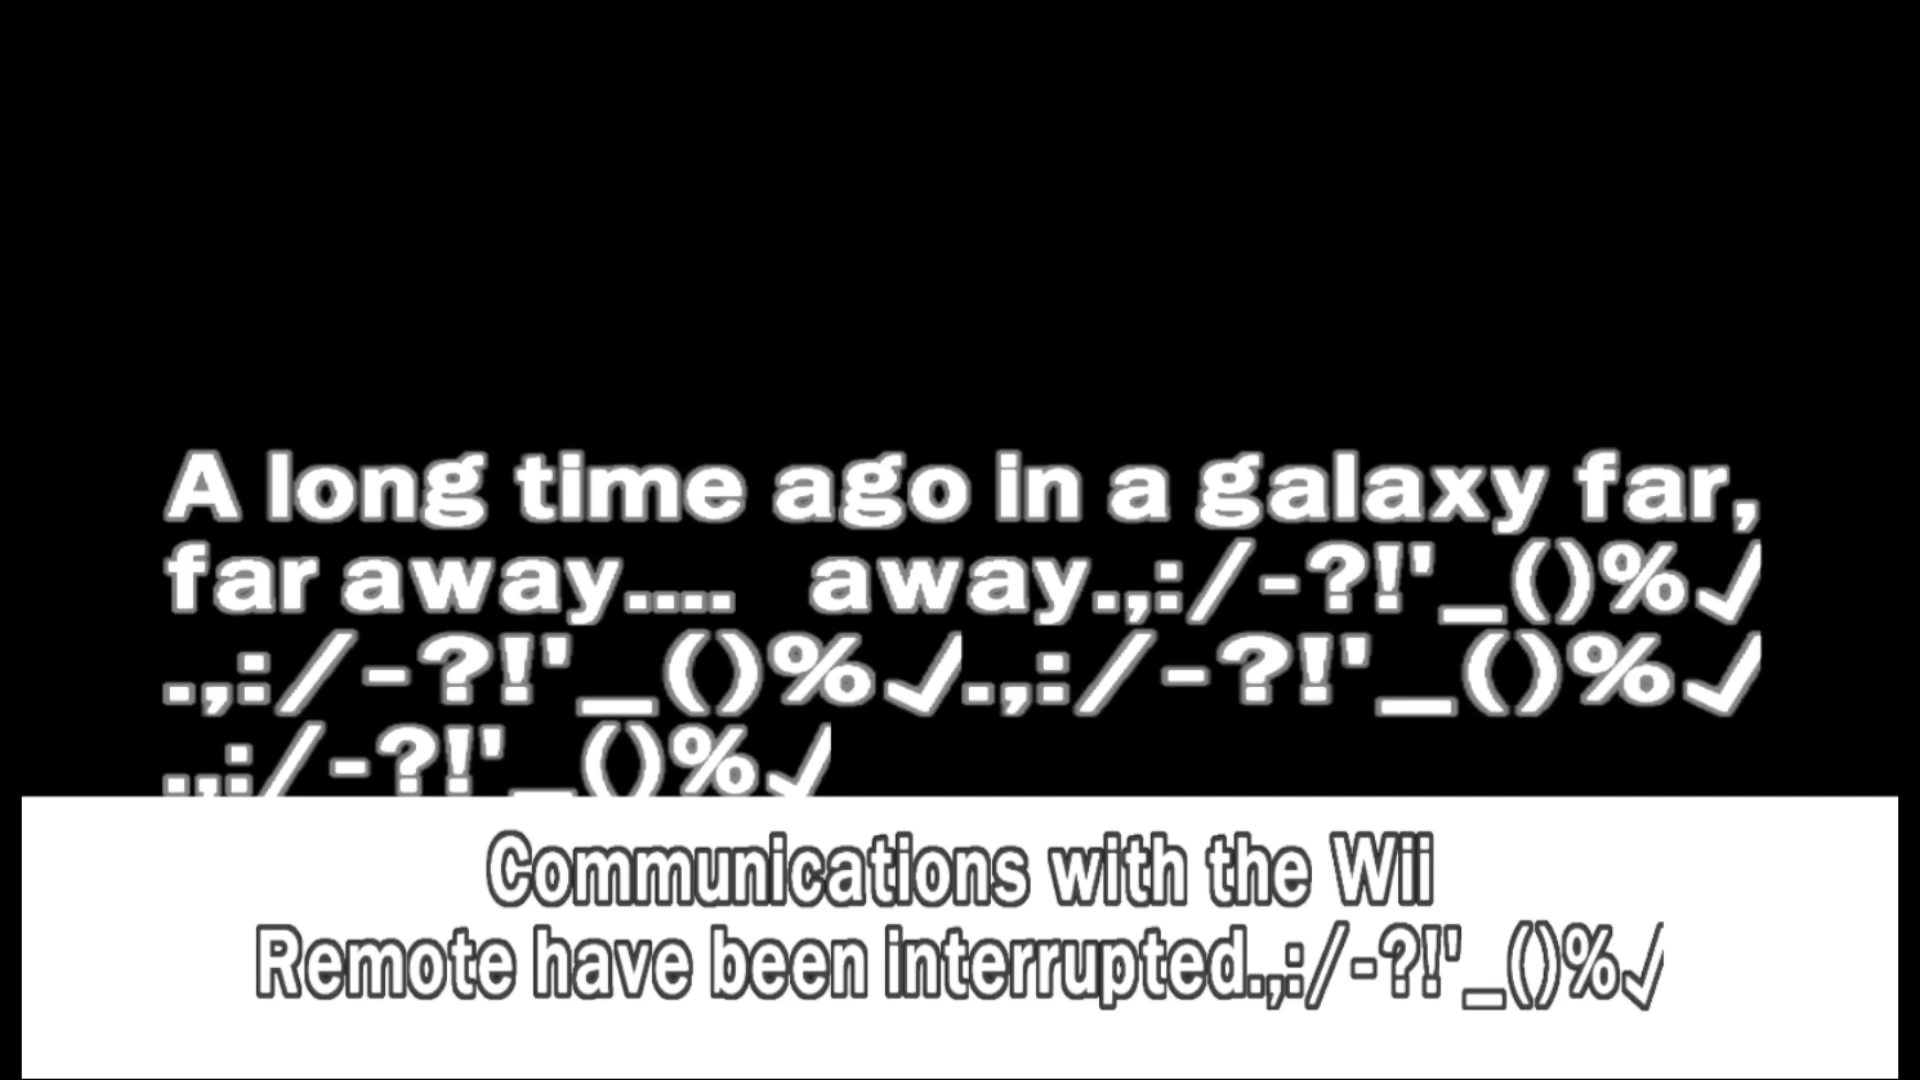 A long time ago in a galaxy far,
far away....   away.,:/-?!'_()%✓
.,:/-?!'_()%✓.,:/-?!'_()%✓
.,:/-?!'_()%✓
Communications with the Wii
Remote have been interrupted.,:/-?!'_()%✓